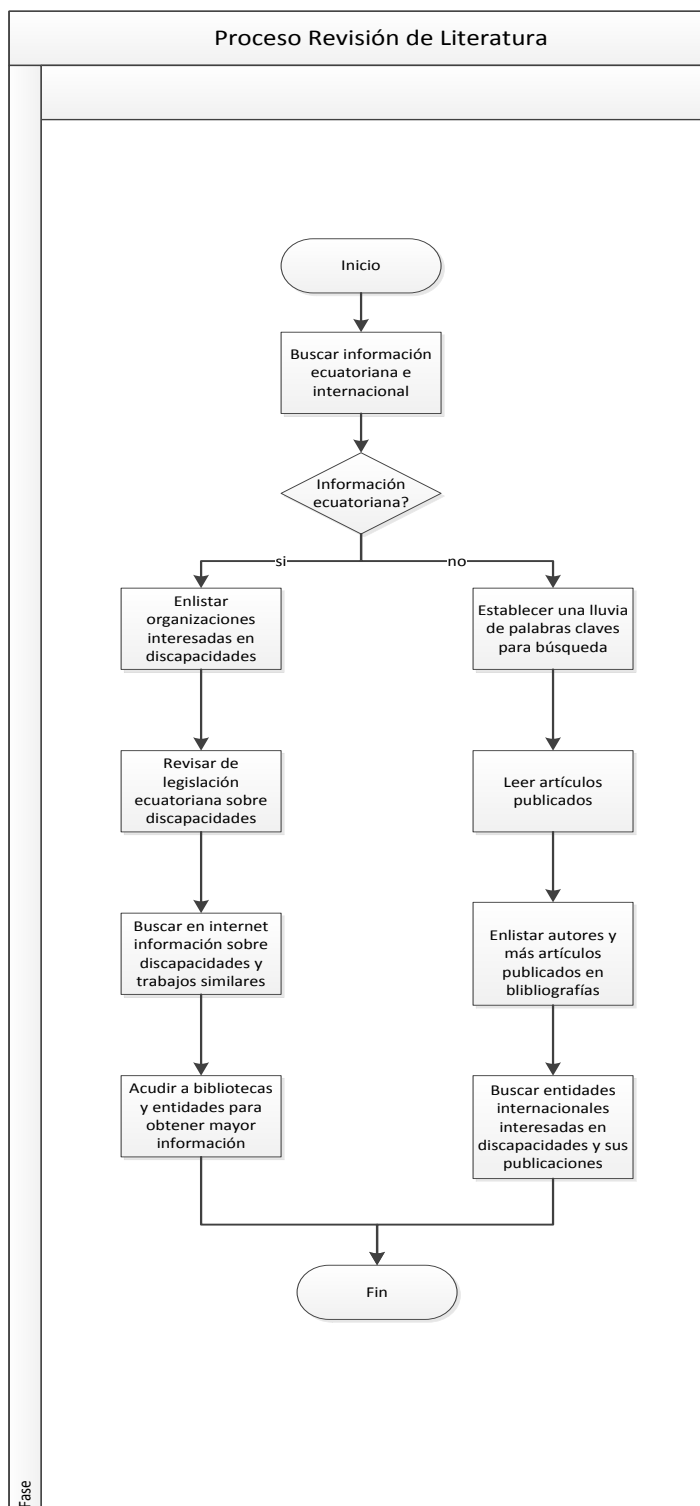 Proceso Revisión de Literatura
Inicio
Buscar información
ecuatoriana e
internacional
Información
ecuatoriana?
si
no
Enlistar
organizaciones
interesadas en
discapacidades
Establecer una lluvia
de palabras claves
para búsqueda
Revisar de
legislación
ecuatoriana sobre
discapacidades
Leer artículos
publicados
Buscar en internet
información sobre
discapacidades y
trabajos similares
Enlistar autores y
más artículos
publicados en
blibliografías
Acudir a bibliotecas
y entidades para
obtener mayor
información
Buscar entidades
internacionales
interesadas en
discapacidades y sus
publicaciones
Fin
Fase